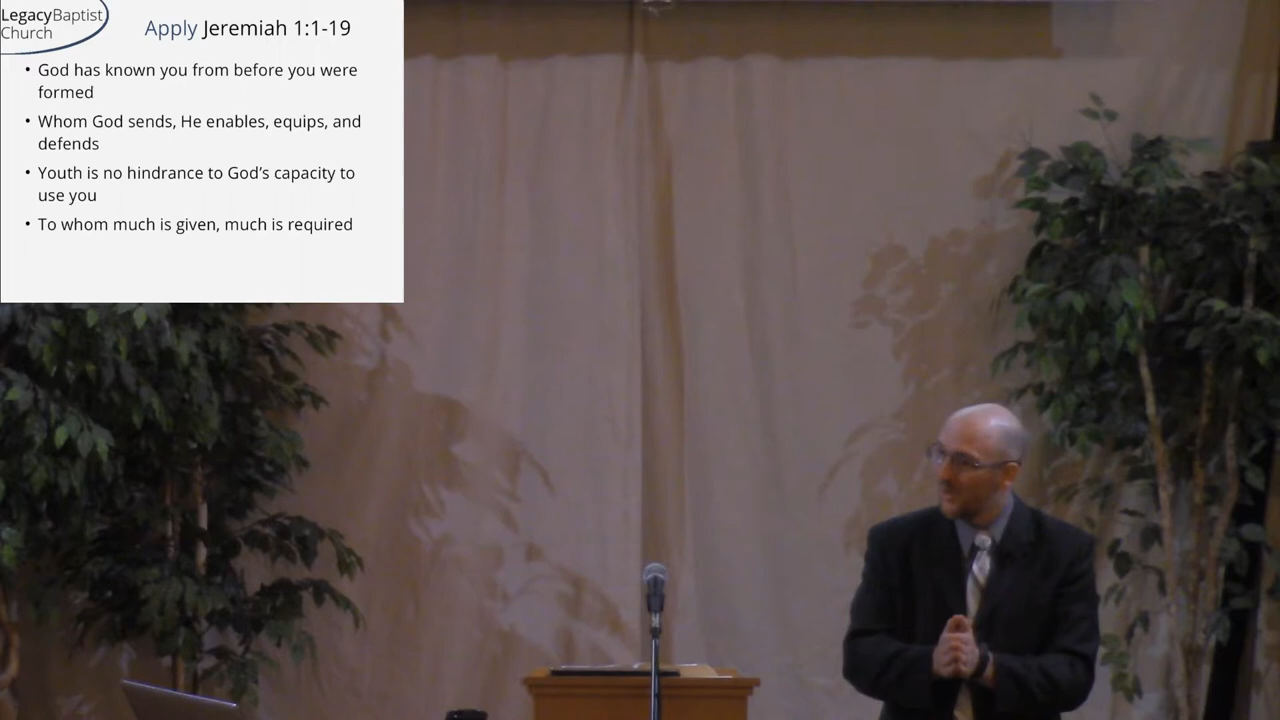 LegacyBaptist
Church
Apply Jeremiah 1:1-19
• God has known you from before you were
formed
• Whom God sends, He enables, equips, and
defends
• Youth is no hindrance to God's capacity to
use you
• To whom much is given, much is required